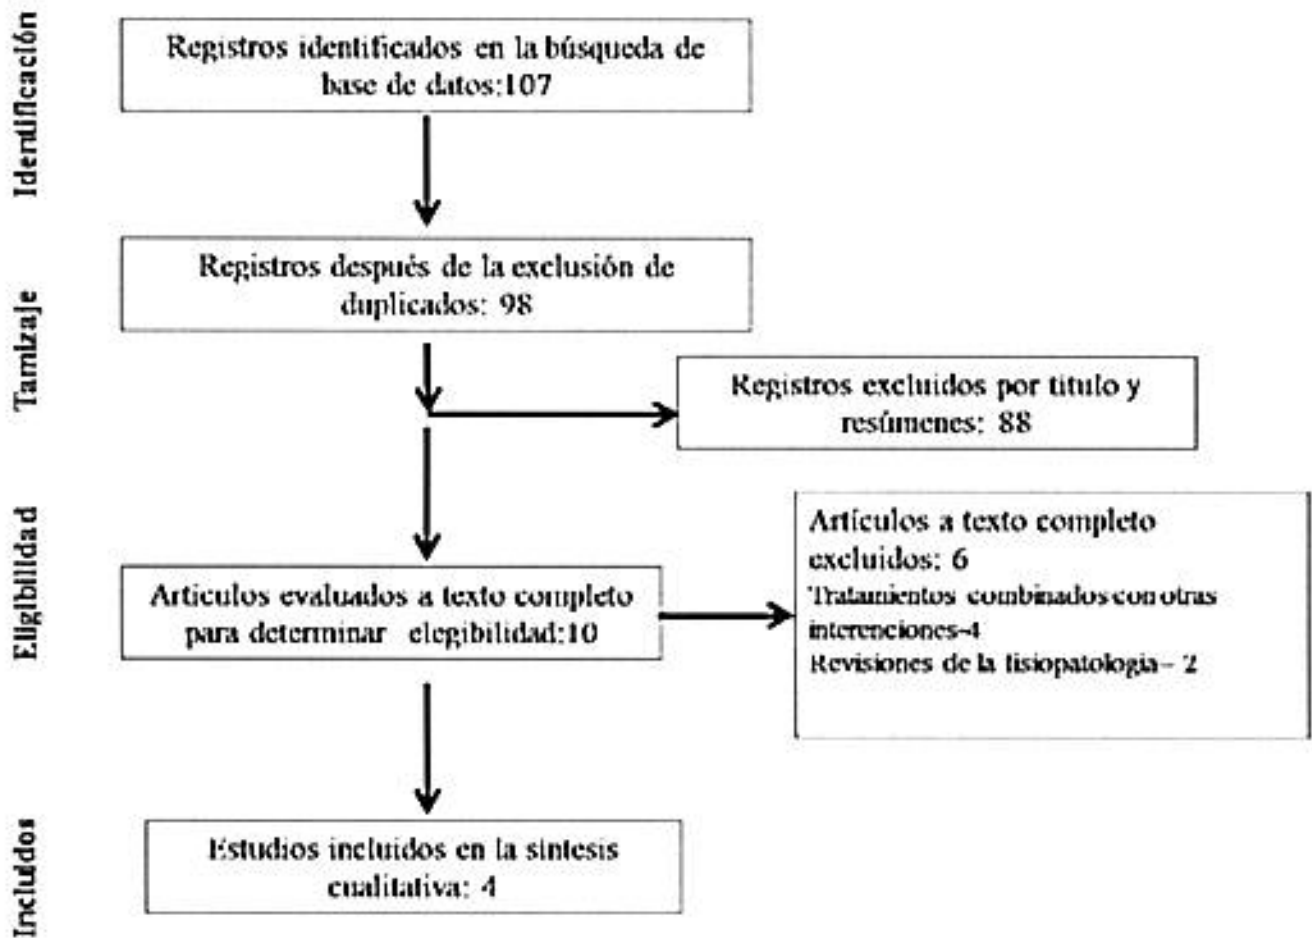 Identificación
Registros identificados en la búsqueda de
base de datos:107
Tamizaje
Registros después de la exclusión de
duplicados: 98
Registros excluidos por titulo y
resúmenes: 88
Eligibilidad
Artículos evaluados a texto completo
para determinar elegibilidad:10
Artículos a texto completo
excluidos: 6
Tratamientos combinados con otras
interenciones-4
Revisiones de la fisiopatologia– 2
Incluidos
Estudios incluidos en la síntesis
cualitativa: 4